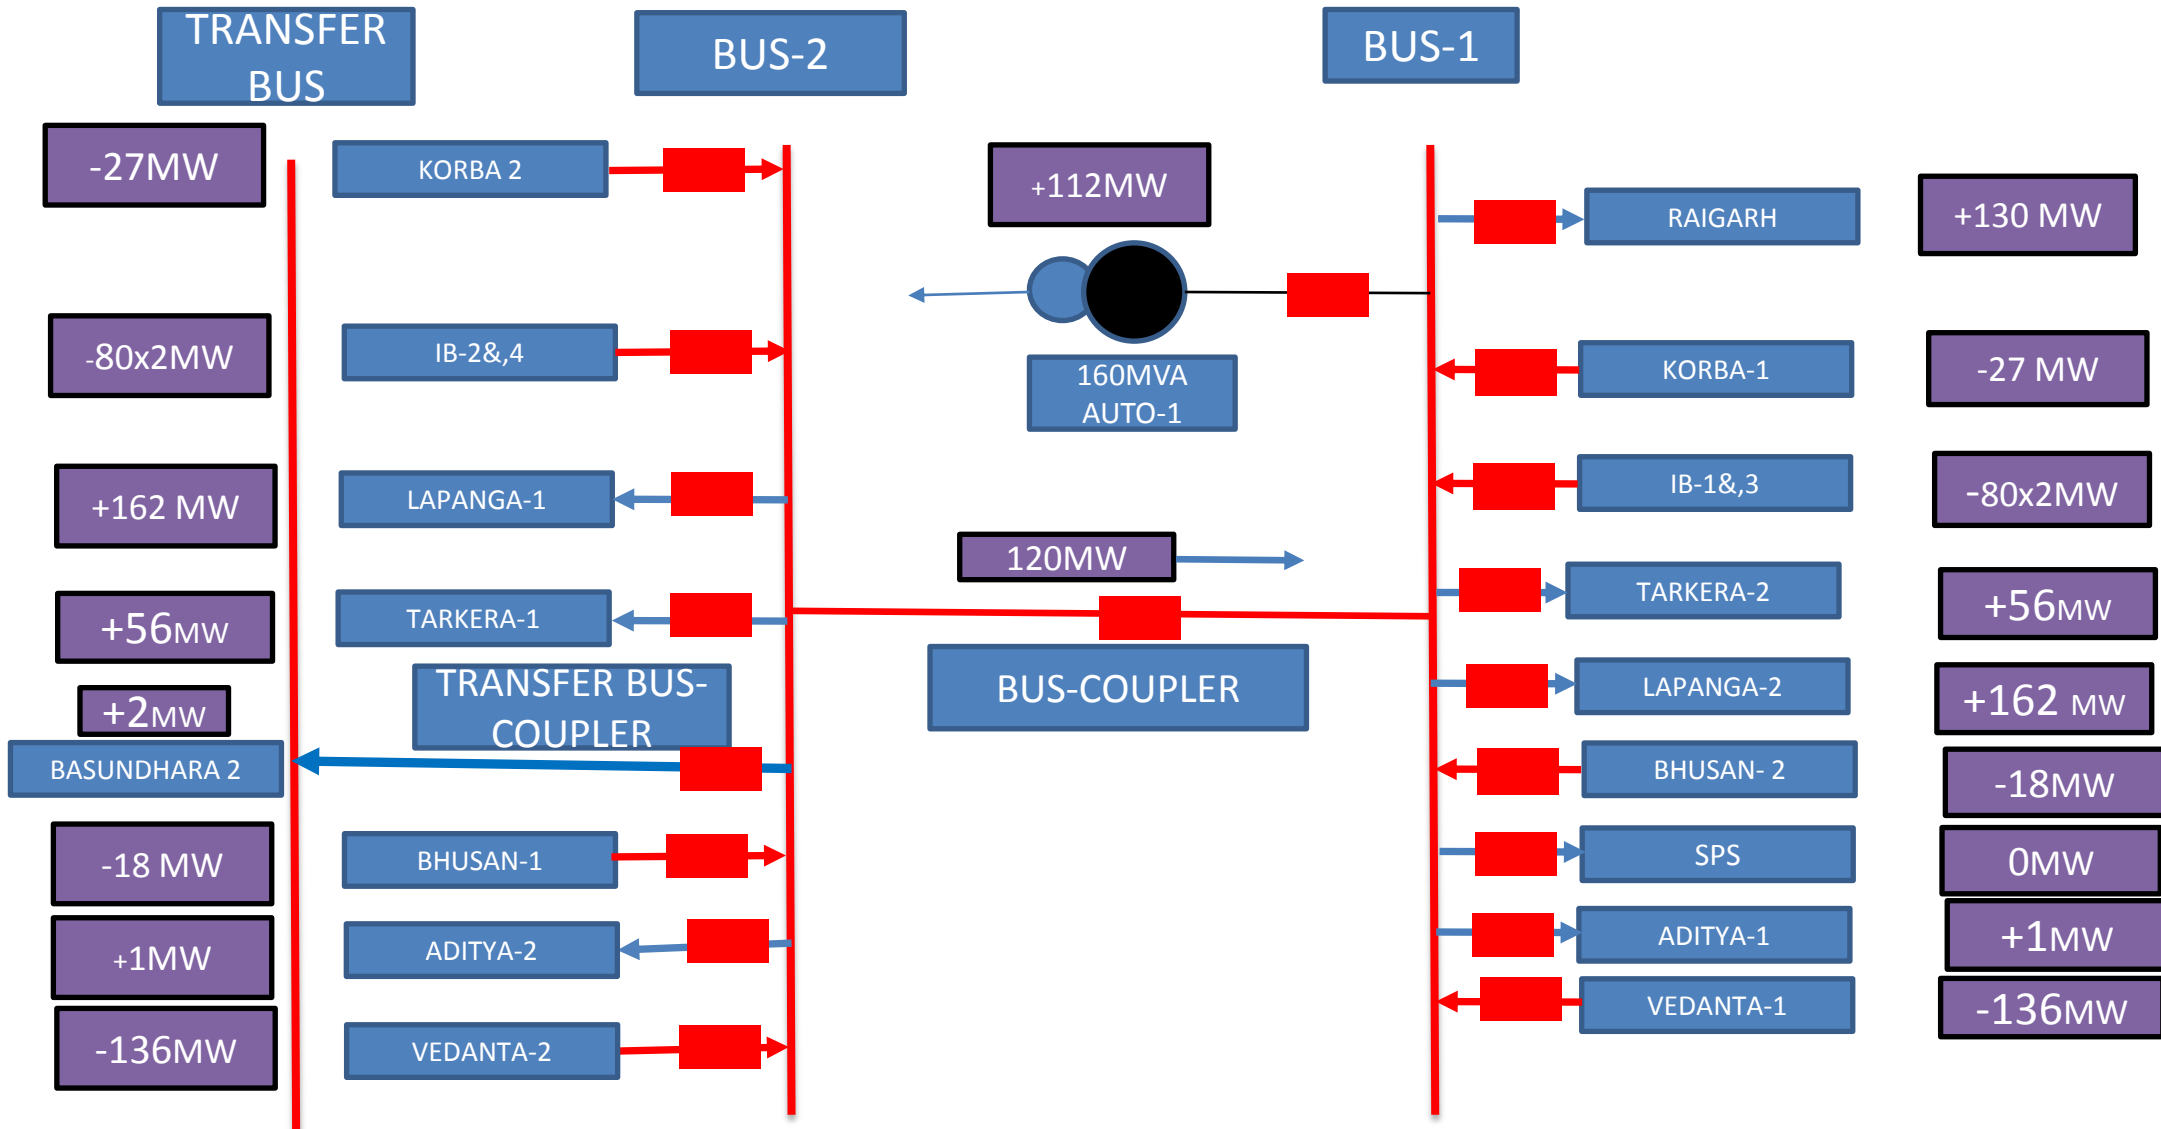 TRANSFER
BUS
BUS-2
BUS-1
-27MW
KORBA 2
+112MW
RAIGARH
+130 MW
-80x2MW
IB-2&,4
160MVA
AUTO-1
KORBA-1
-27 MW
+162 MW
LAPANGA-1
IB-1&,3
-80x2MW
120MW
+56MW
TARKERA-1
TARKERA-2
+56MW
+2MW
TRANSFER BUS-
COUPLER
BUS-COUPLER
LAPANGA-2
+162 MW
BASUNDHARA 2
BHUSAN- 2
-18MW
-18 MW
BHUSAN-1
SPS
0MW
+1MW
ADITYA-2
ADITYA-1
+1MW
-136MW
VEDANTA-2
VEDANTA-1
-136MW